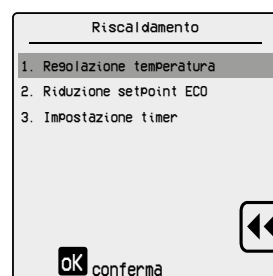 Riscaldamento
1. Regolazione temperatura
2. Riduzione setpoint ECO
3. Impostazione timer
oK conferma